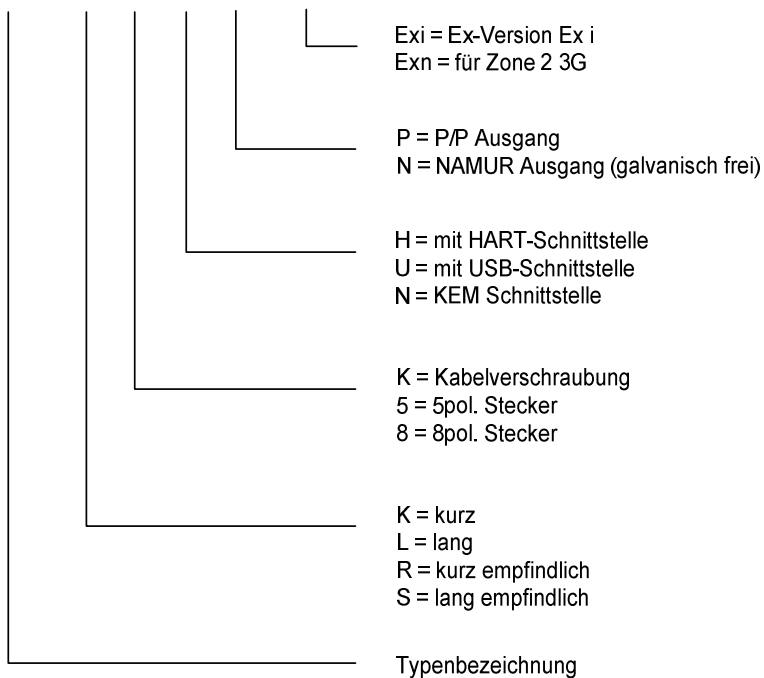 Exi = Ex-Version Ex i
Exn = für Zone 2 3G
P = P/P Ausgang
N = NAMUR Ausgang (galvanisch frei)
H = mit HART-Schnittstelle
U = mit USB-Schnittstelle
N = KEM Schnittstelle
K = Kabelverschraubung
5 = 5pol. Stecker
8 = 8pol. Stecker
K = kurz
L = lang
R = kurz empfindlich
S = lang empfindlich
Typenbezeichnung